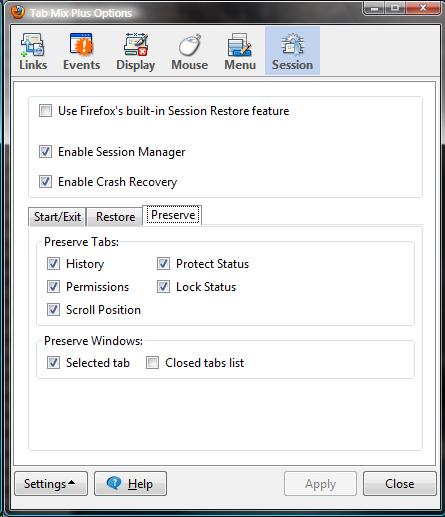 Tab Mix Plus Options
Links Events Display Mouse Menu Session
Use Firefox's built-in Session Restore feature
Enable Session Manager
Enable Crash Recovery
Start/Exit Restore Preserve
Preserve Tabs:
History Protect Status
Permissions Lock Status
Scroll Position
Preserve Windows:
Selected tab Closed tabs list
Settings Help Apply Close